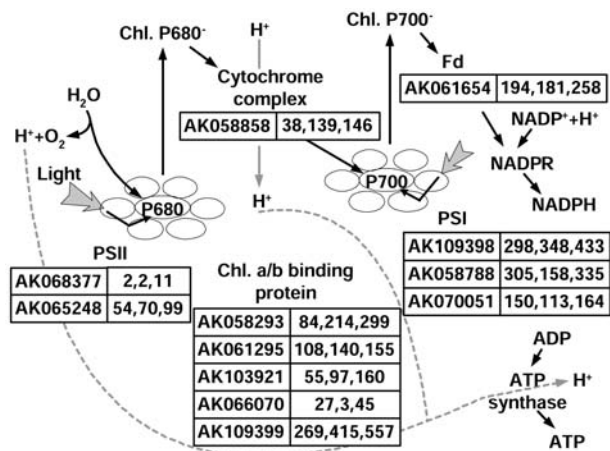 Chl. P680⁻
H⁺
Chl. P700⁻
Fd
Cytochrome
complex
AK061654 194,181,258
H₂O
AK058858 38,139,146
NADP⁺+H⁺
H⁺+O₂
NADPR
Light
P680
P700
NADPH
H⁺
PSII
PSI
AK068377 2,2,11
AK065248 54,70,99
AK109398 298,348,433
AK058788 305,158,335
AK070051 150,113,164
Chl. a/b binding
protein
AK058293 84,214,299
AK061295 108,140,155
AK103921 55,97,160
AK066070 27,3,45
AK109399 269,415,557
ADP
ATP
synthase
H⁺
ATP